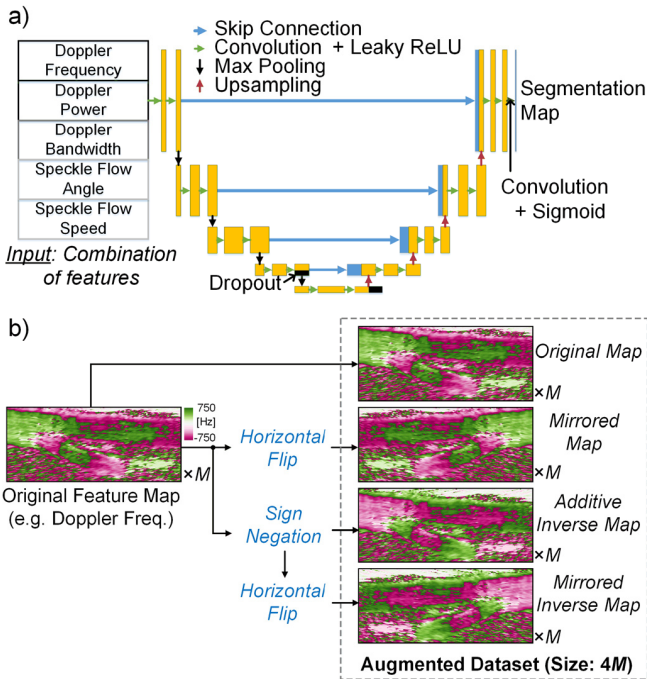 a)
Skip Connection
Convolution + Leaky ReLU
Max Pooling
Upsampling
Doppler
Frequency
Doppler
Power
Doppler
Bandwidth
Speckle Flow
Angle
Speckle Flow
Speed
Input: Combination
of features
Dropout
Segmentation
Map
Convolution
+ Sigmoid
b)
750
[Hz]
-750
×M
Original Feature Map
(e.g. Doppler Freq.)
Horizontal
Flip
Sign
Negation
Horizontal
Flip
Original Map
×M
Mirrored
Map
×M
Additive
Inverse Map
×M
Mirrored
Inverse Map
×M
Augmented Dataset (Size: 4M)